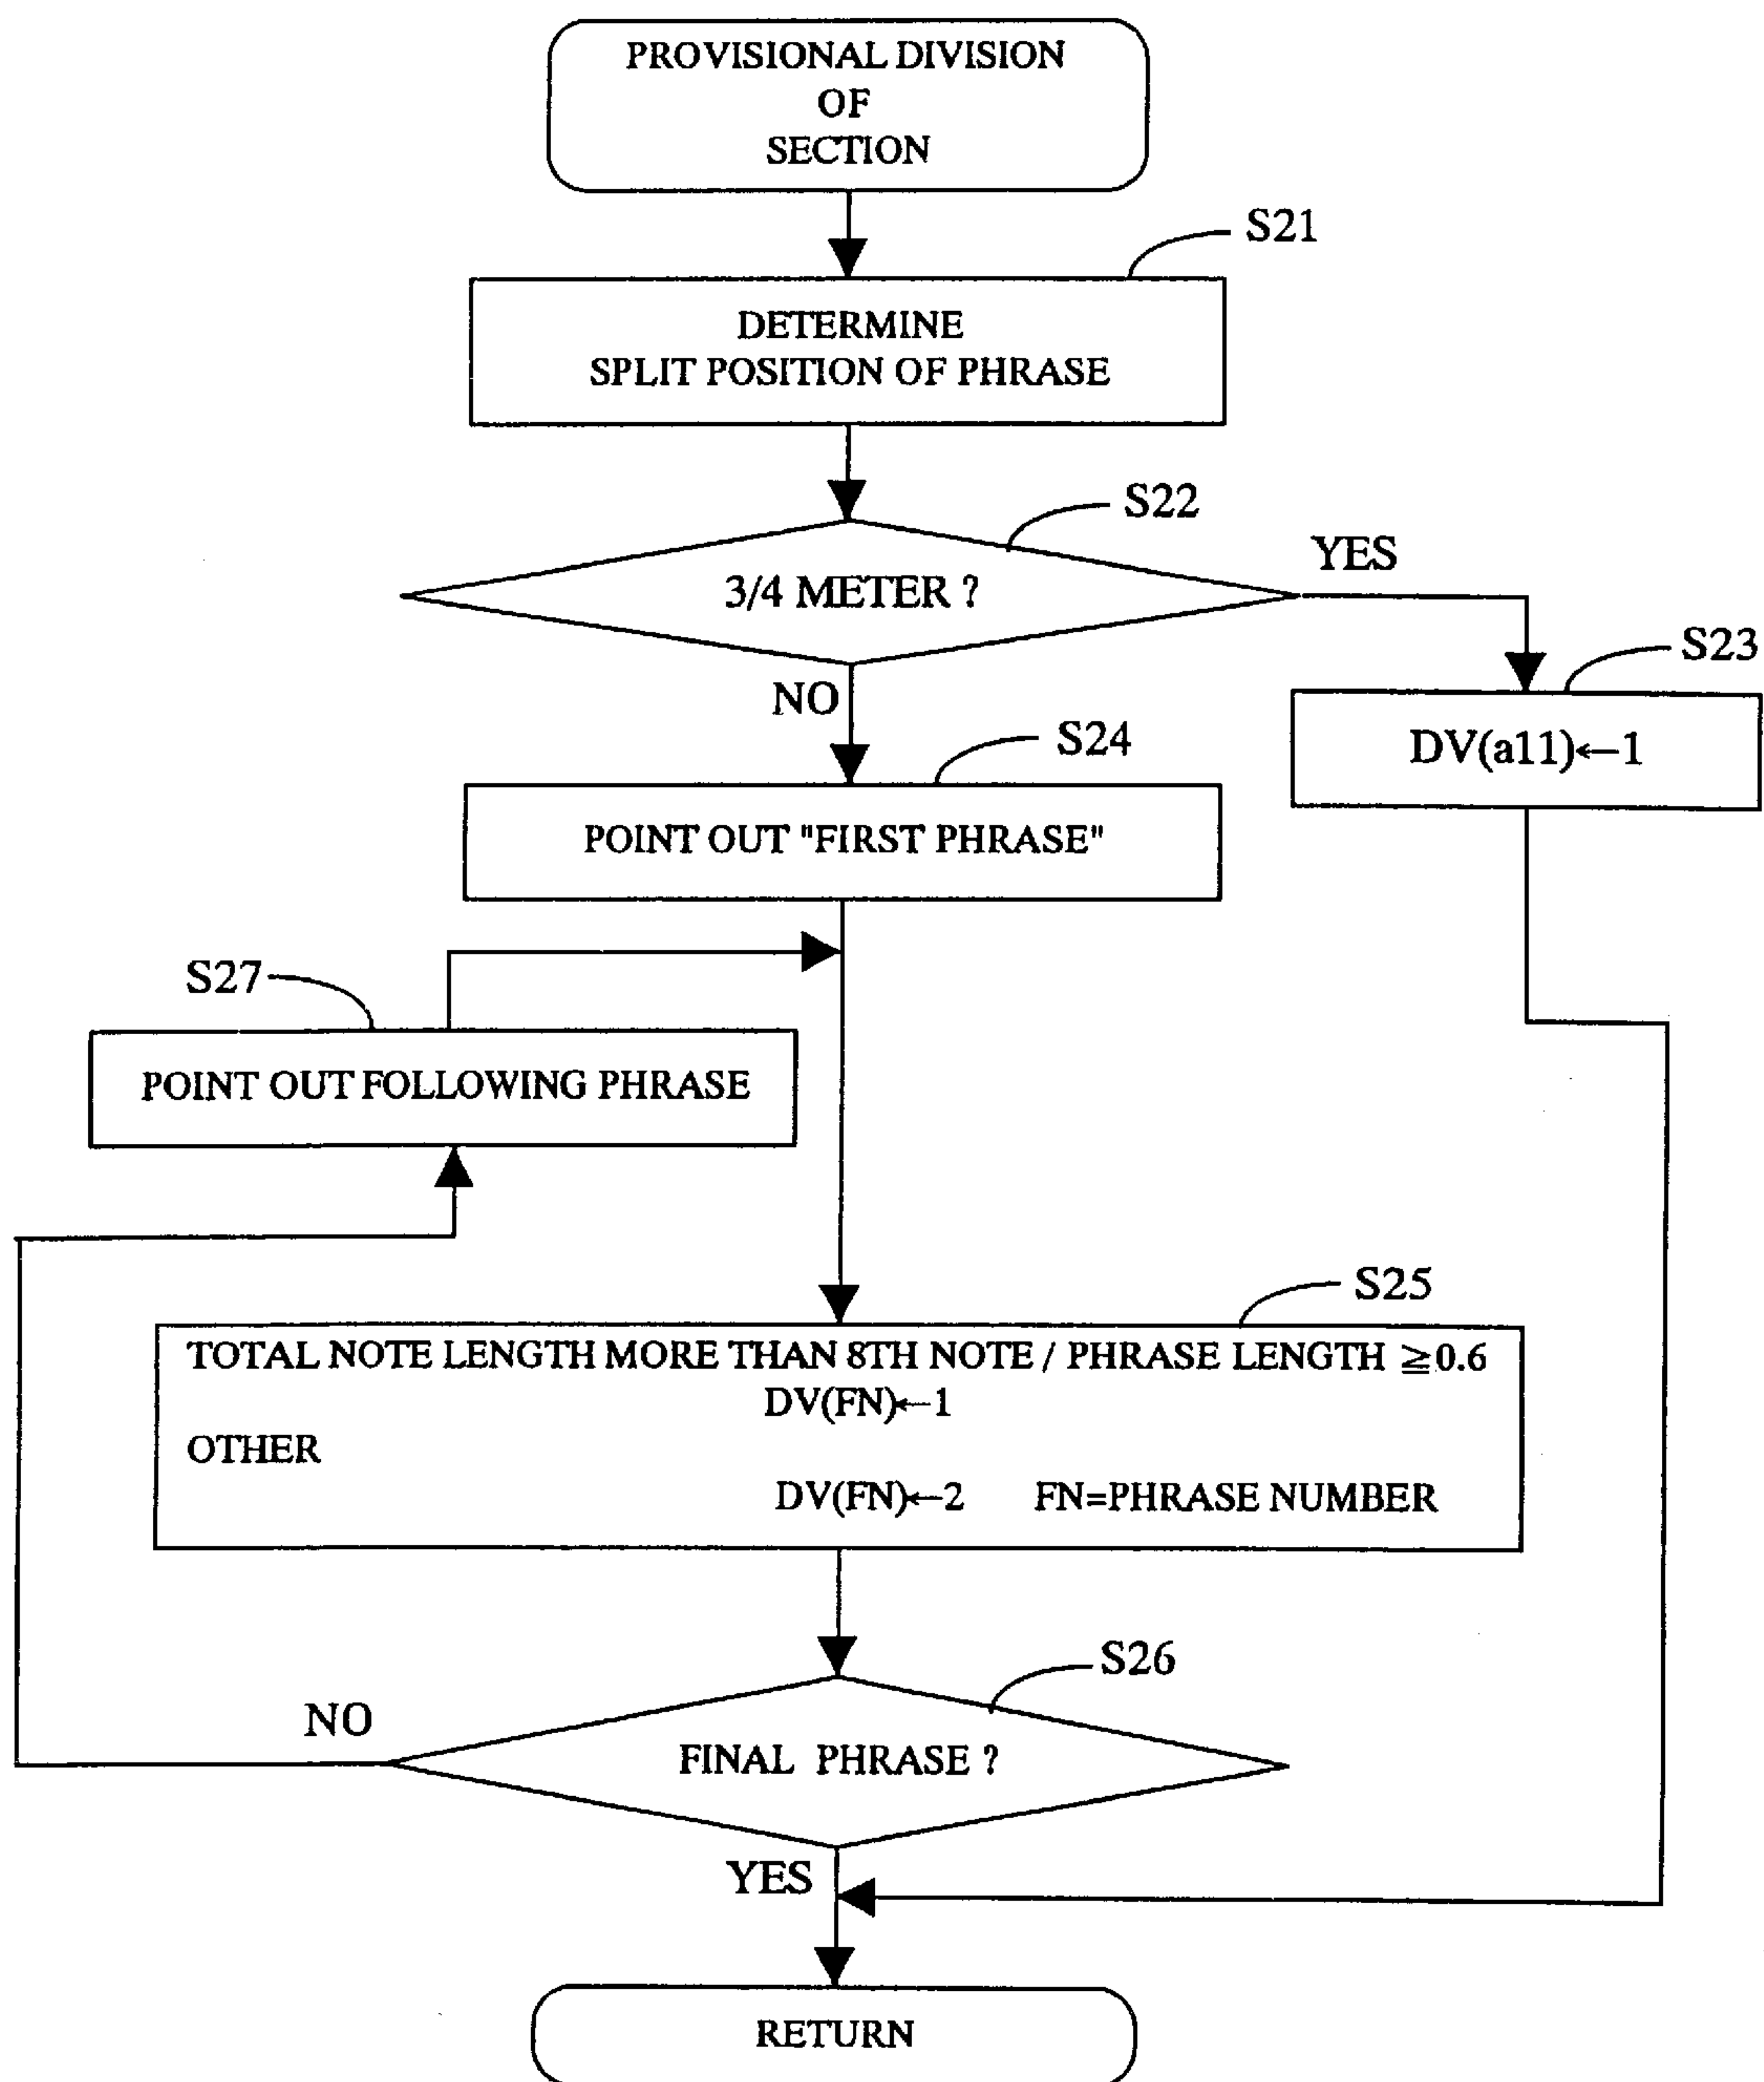 PROVISIONAL DIVISION
OF
SECTION
S21
DETERMINE
SPLIT POSITION OF PHRASE
S22
3/4 METER ?
YES
S23
DV(a11)←1
NO
S24
POINT OUT "FIRST PHRASE"
S27
POINT OUT FOLLOWING PHRASE
S25
TOTAL NOTE LENGTH MORE THAN 8TH NOTE / PHRASE LENGTH ≧0.6
DV(FN)←1
OTHER
DV(FN)←2 FN=PHRASE NUMBER
S26
NO
FINAL PHRASE ?
YES
RETURN